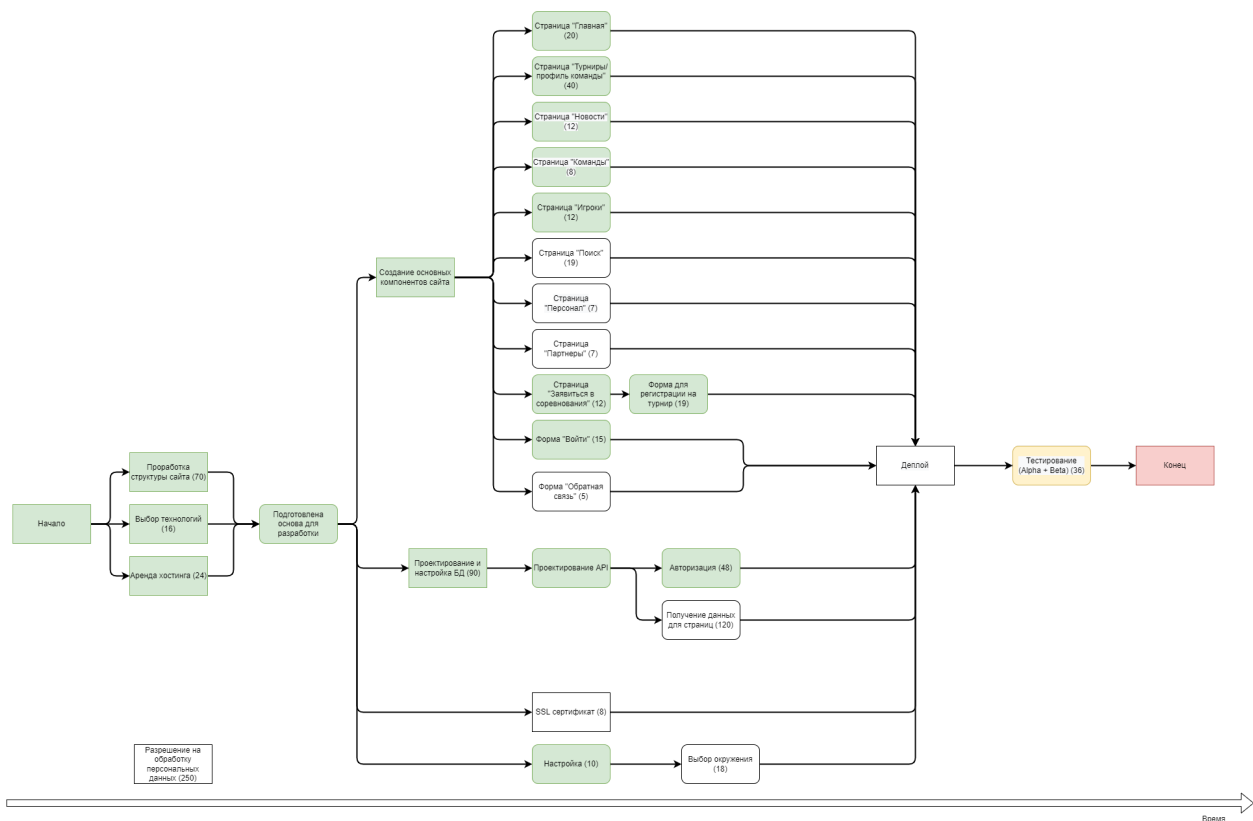 Страница "Главная"
(20)
Страница "Турниры/
профиль команды"
(40)
Страница "Новости"
(12)
Страница "Команды"
(8)
Страница "Игроки"
(12)
Страница "Поиск"
(19)
Создание основных
компонентов сайта
Страница
"Персонал" (7)
Страница
"Партнеры" (7)
Страница
"Заявиться в
соревнования" (12)
Форма для
регистрации на
турнир (19)
Форма "Войти" (15)
Форма "Обратная
связь" (5)
Деплой
Тестирование
(Alpha + Beta) (36)
Конец
Начало
Проработка
структуры сайта (70)
Выбор технологий
(16)
Аренда хостинга (24)
Подготовлена
основа для
разработки
Проектирование и
настройка БД (90)
Проектирование API
Авторизация (48)
Получение данных
для страниц (120)
SSL сертификат (8)
Настройка (10)
Выбор окружения
(18)
Разрешение на
обработку
персональных
данных (250)
Время